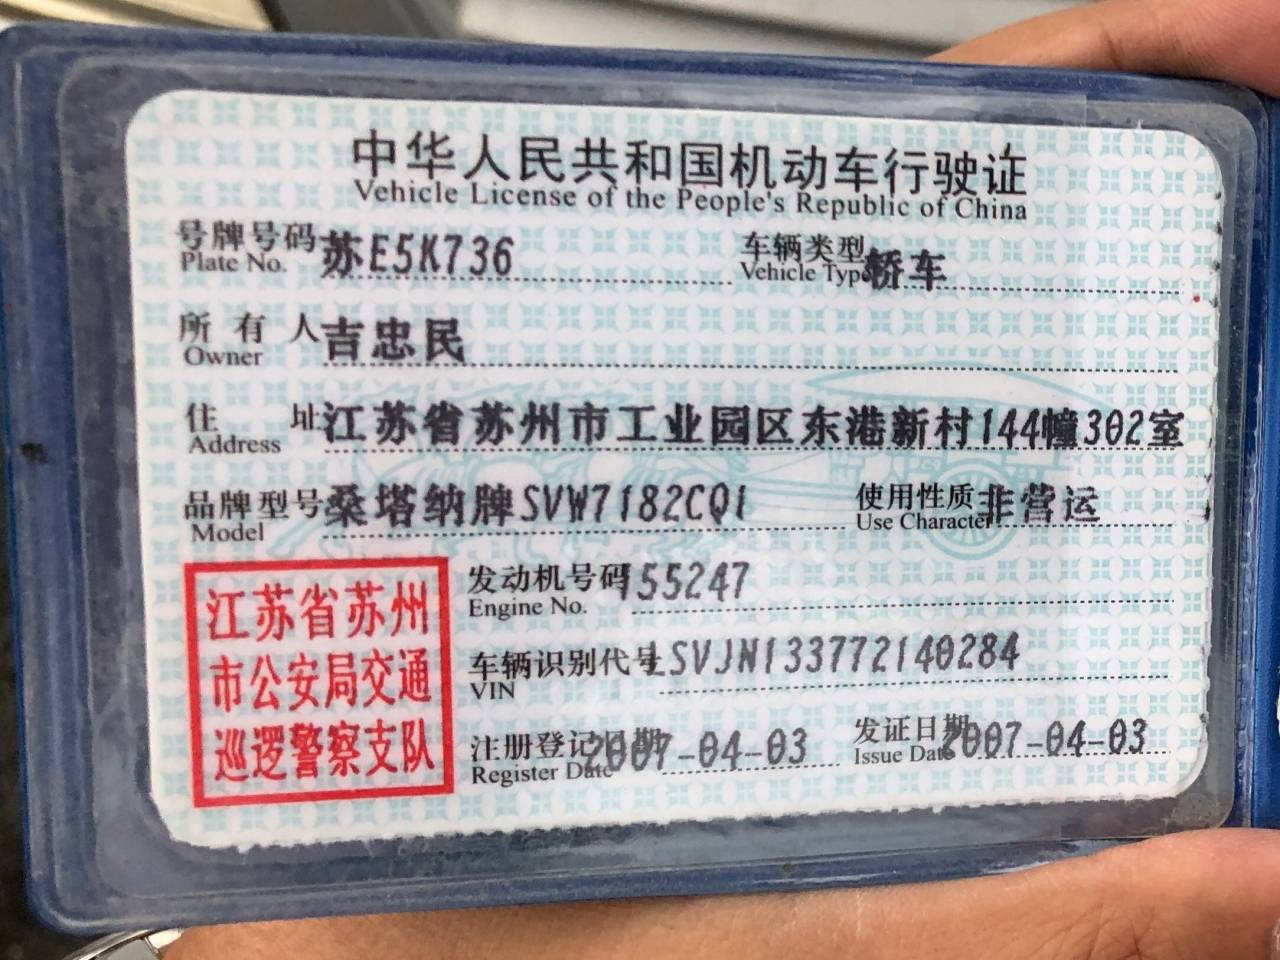 中华人民共和国机动车行驶证
Vehicle License of the People's Republic of China
号牌号码 苏E5K736 车辆类型 轿车
Plate No. Vehicle Type
所有人 吉忠民
Owner
住址 江苏省苏州市工业园区东港新村144幢302室
Address
品牌型号 桑塔纳牌SVW7182CQI 使用性质 非营运
Model Use Character
发动机号码 155247
Engine No.
车辆识别代号 LSVJN133772140284
VIN
注册登记日期 2007-04-03 发证日期 2007-04-03
Register Date Issue Date
江苏省苏州
市公安局交通
巡逻警察支队